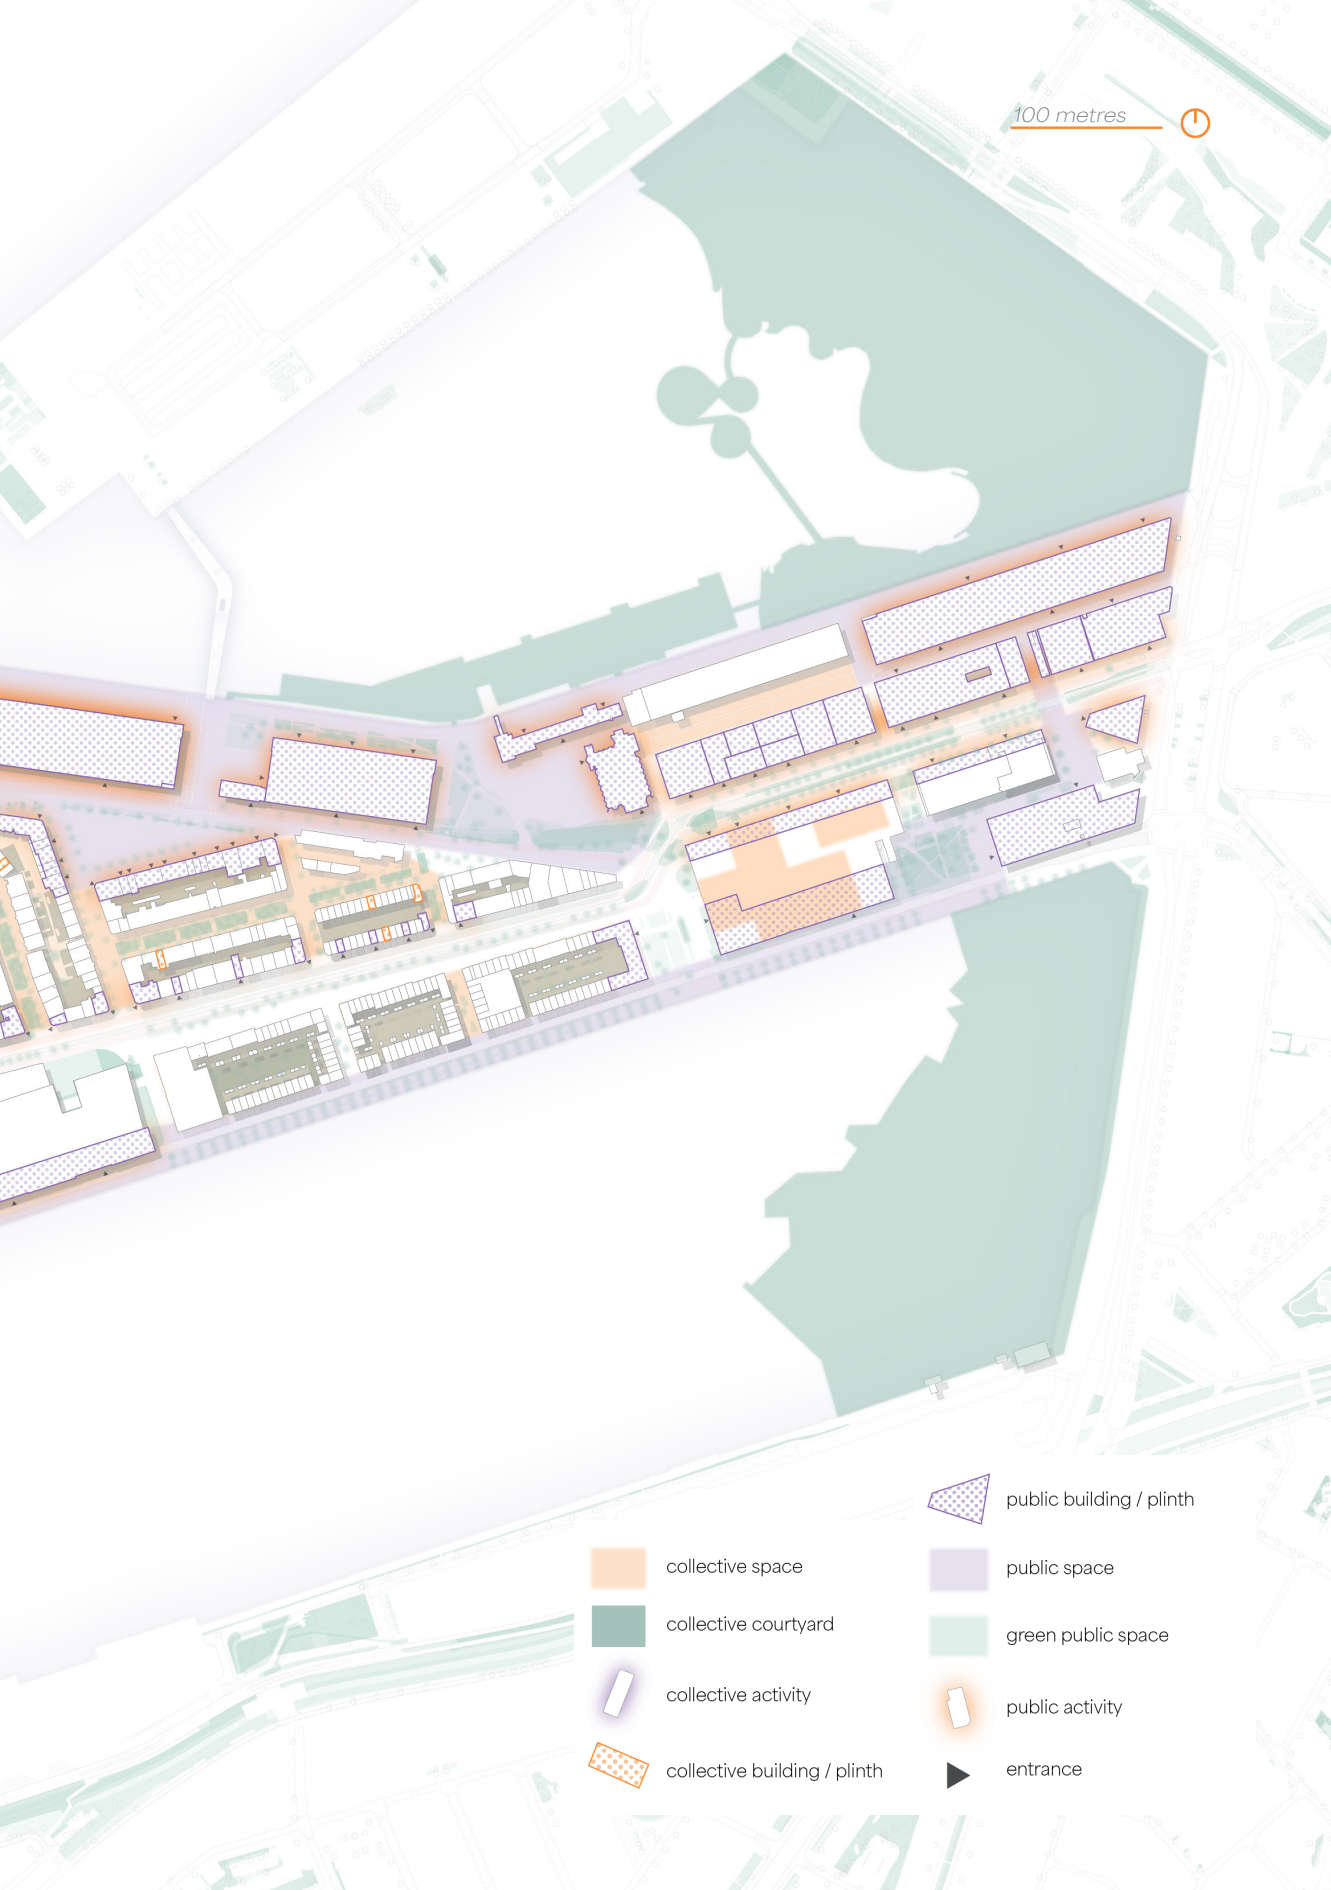 100 metres
public building / plinth
collective space
public space
collective courtyard
green public space
collective activity
public activity
collective building / plinth
entrance